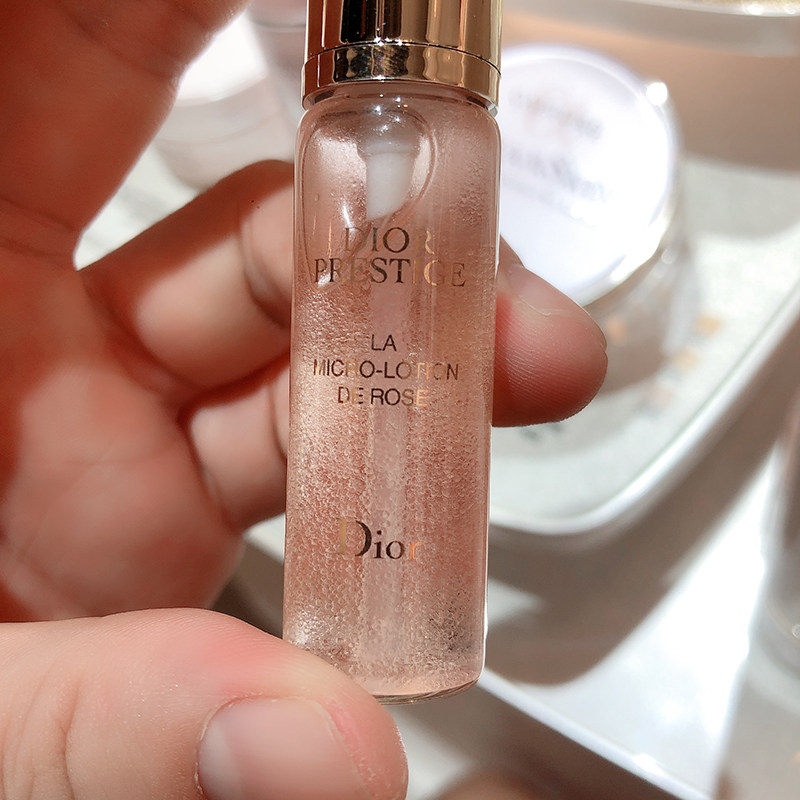 DIOR
PRESTIGE
LA
MICRO-LOTION
DE ROSE
Dior